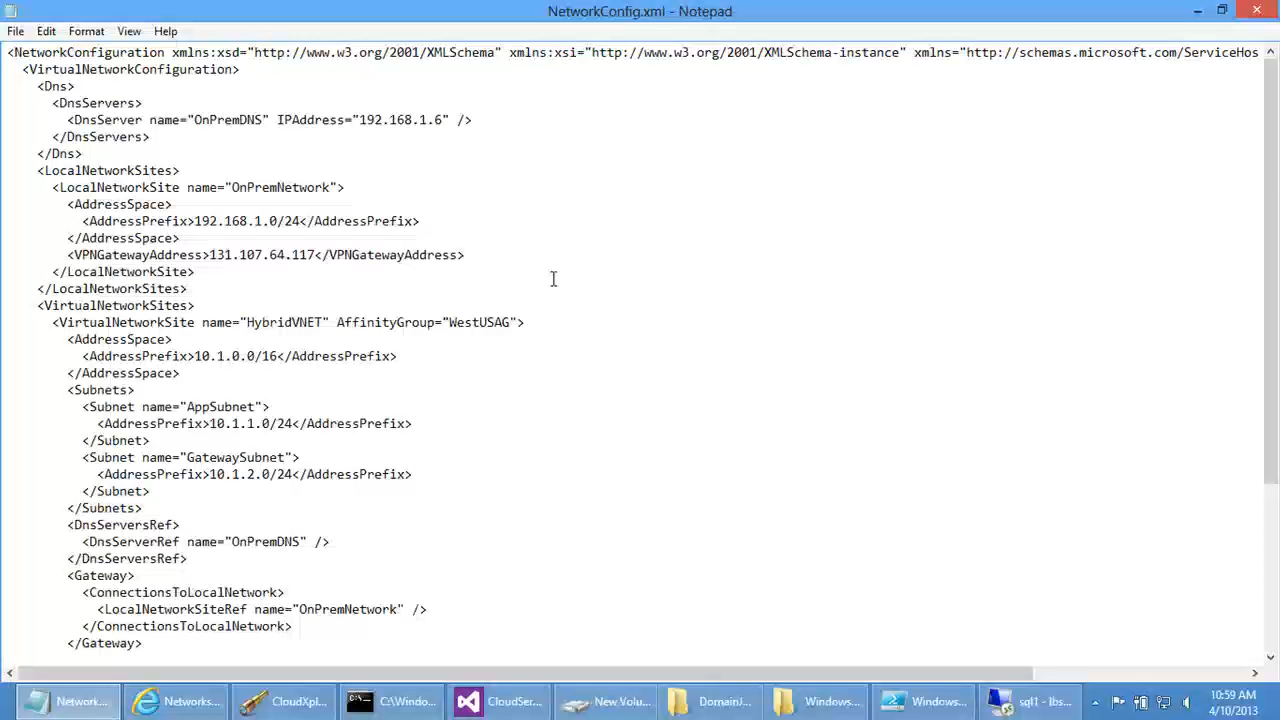 NetworkConfig.xml - Notepad
File Edit Format View Help
<NetworkConfiguration xmlns:xsd="http://www.w3.org/2001/XMLSchema" xmlns:xsi="http://www.w3.org/2001/XMLSchema-instance" xmlns="http://schemas.microsoft.com/ServiceHos
<VirtualNetworkConfiguration>
<Dns>
<DnsServers>
<DnsServer name="OnPremDNS" IPAddress="192.168.1.6" />
</DnsServers>
</Dns>
<LocalNetworkSites>
<LocalNetworkSite name="OnPremNetwork">
<AddressSpace>
<AddressPrefix>192.168.1.0/24</AddressPrefix>
</AddressSpace>
<VPNGatewayAddress>131.107.64.117</VPNGatewayAddress>
</LocalNetworkSite>
</LocalNetworkSites>
<VirtualNetworkSites>
<VirtualNetworkSite name="HybridVNET" AffinityGroup="WestUSAG">
<AddressSpace>
<AddressPrefix>10.1.0.0/16</AddressPrefix>
</AddressSpace>
<Subnets>
<Subnet name="AppSubnet">
<AddressPrefix>10.1.1.0/24</AddressPrefix>
</Subnet>
<Subnet name="GatewaySubnet">
<AddressPrefix>10.1.2.0/24</AddressPrefix>
</Subnet>
</Subnets>
<DnsServersRef>
<DnsServerRef name="OnPremDNS" />
</DnsServersRef>
<Gateway>
<ConnectionsToLocalNetwork>
<LocalNetworkSiteRef name="OnPremNetwork" />
</ConnectionsToLocalNetwork>
</Gateway>
Network... Networks... CloudXpl... C:\Windo... CloudSer... New Volu... DomainJ... Windows... Windows... sql1 - lbs... 10:59 AM
4/10/2013